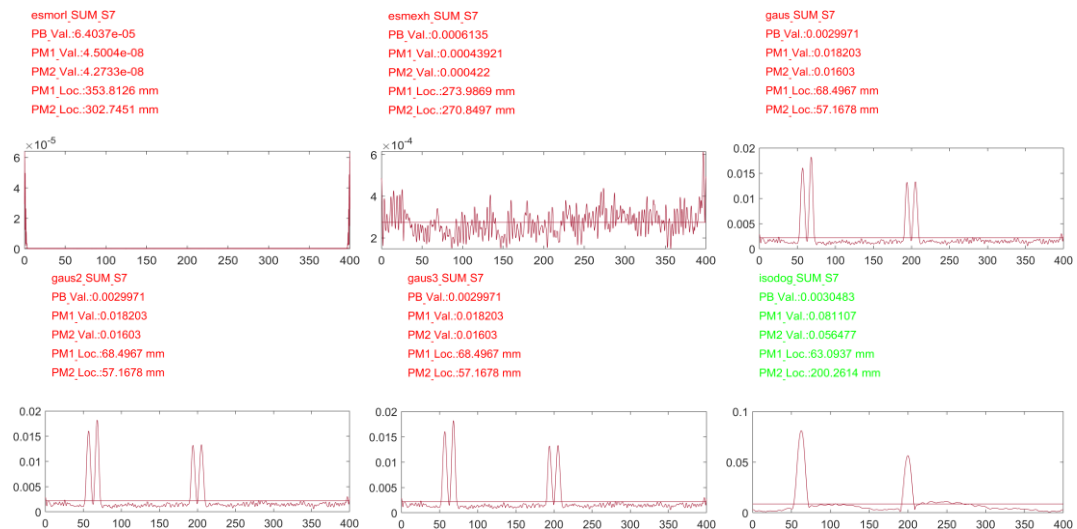 esmorl_SUM_S7
PB_Val.:6.4037e-05
PM1_Val.:4.5004e-08
PM2_Val.:4.2733e-08
PM1_Loc.:353.8126 mm
PM2_Loc.:302.7451 mm
×10-5
6
4
2
0
0 50 100 150 200 250 300 350 400
esmexh_SUM_S7
PB_Val.:0.0006135
PM1_Val.:0.00043921
PM2_Val.:0.000422
PM1_Loc.:273.9869 mm
PM2_Loc.:270.8497 mm
×10-4
6
4
2
0 50 100 150 200 250 300 350 400
gaus_SUM_S7
PB_Val.:0.0029971
PM1_Val.:0.018203
PM2_Val.:0.01603
PM1_Loc.:68.4967 mm
PM2_Loc.:57.1678 mm
0.02
0.015
0.01
0.005
0
0 50 100 150 200 250 300 350 400
gaus2_SUM_S7
PB_Val.:0.0029971
PM1_Val.:0.018203
PM2_Val.:0.01603
PM1_Loc.:68.4967 mm
PM2_Loc.:57.1678 mm
0.02
0.015
0.01
0.005
0
0 50 100 150 200 250 300 350 400
gaus3_SUM_S7
PB_Val.:0.0029971
PM1_Val.:0.018203
PM2_Val.:0.01603
PM1_Loc.:68.4967 mm
PM2_Loc.:57.1678 mm
0.02
0.015
0.01
0.005
0
0 50 100 150 200 250 300 350 400
isodog_SUM_S7
PB_Val.:0.0030483
PM1_Val.:0.081107
PM2_Val.:0.056477
PM1_Loc.:63.0937 mm
PM2_Loc.:200.2614 mm
0.1
0.05
0
0 50 100 150 200 250 300 350 400